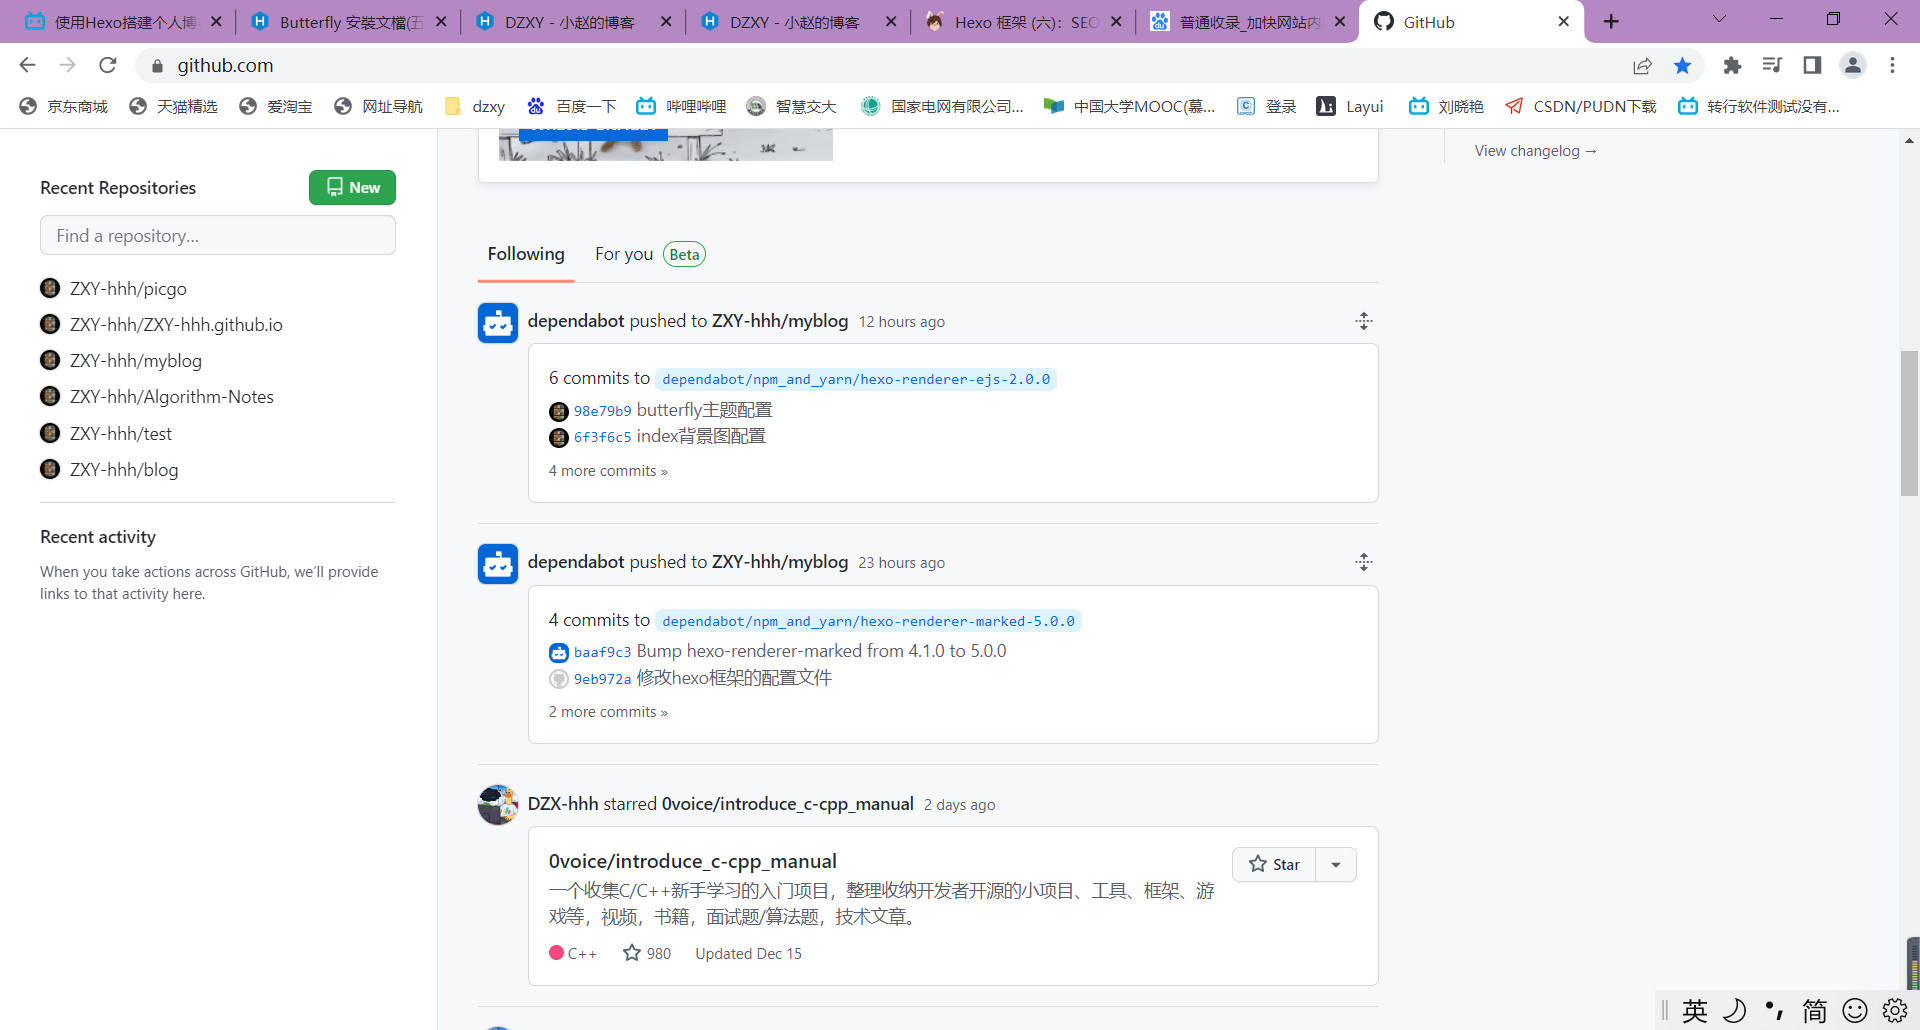 使用Hexo搭建个人博
Butterfly 安裝文檔(五
DZXY - 小赵的博客
DZXY - 小赵的博客
Hexo 框架 (六)：SEO
普通收录_加快网站内
GitHub
github.com
京东商城
天猫精选
爱淘宝
网址导航
dzxy
百度一下
哔哩哔哩
智慧交大
国家电网有限公司...
中国大学MOOC(慕...
登录
Layui
刘晓艳
CSDN/PUDN下载
转行软件测试没有...
Recent Repositories
New
Find a repository...
ZXY-hhh/picgo
ZXY-hhh/ZXY-hhh.github.io
ZXY-hhh/myblog
ZXY-hhh/Algorithm-Notes
ZXY-hhh/test
ZXY-hhh/blog
Recent activity
When you take actions across GitHub, we’ll provide
links to that activity here.
View changelog →
Following
For you Beta
dependabot pushed to ZXY-hhh/myblog 12 hours ago
6 commits to dependabot/npm_and_yarn/hexo-renderer-ejs-2.0.0
98e79b9 butterfly主题配置
6f3f6c5 index背景图配置
4 more commits »
dependabot pushed to ZXY-hhh/myblog 23 hours ago
4 commits to dependabot/npm_and_yarn/hexo-renderer-marked-5.0.0
baaf9c3 Bump hexo-renderer-marked from 4.1.0 to 5.0.0
9eb972a 修改hexo框架的配置文件
2 more commits »
DZX-hhh starred 0voice/introduce_c-cpp_manual 2 days ago
0voice/introduce_c-cpp_manual
Star
一个收集C/C++新手学习的入门项目，整理收纳开发者开源的小项目、工具、框架、游
戏等，视频，书籍，面试题/算法题，技术文章。
C++ 980 Updated Dec 15
英 简